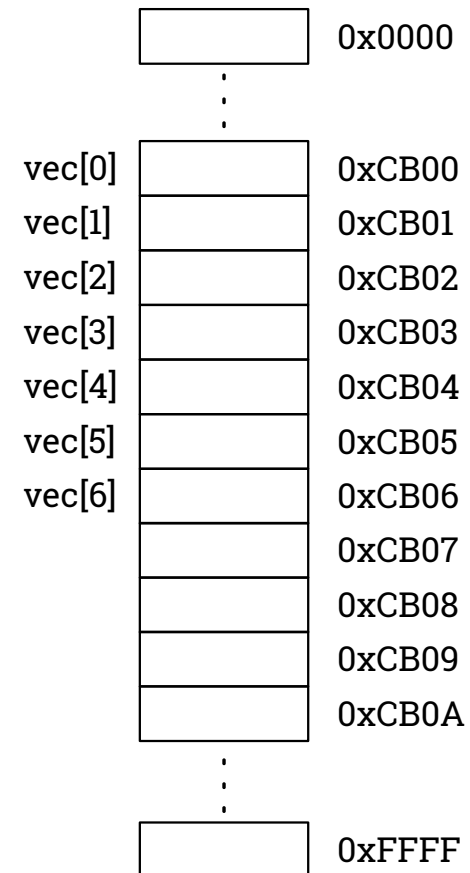 0x0000
vec[0] 0xCB00
vec[1] 0xCB01
vec[2] 0xCB02
vec[3] 0xCB03
vec[4] 0xCB04
vec[5] 0xCB05
vec[6] 0xCB06
0xCB07
0xCB08
0xCB09
0xCB0A
0xFFFF